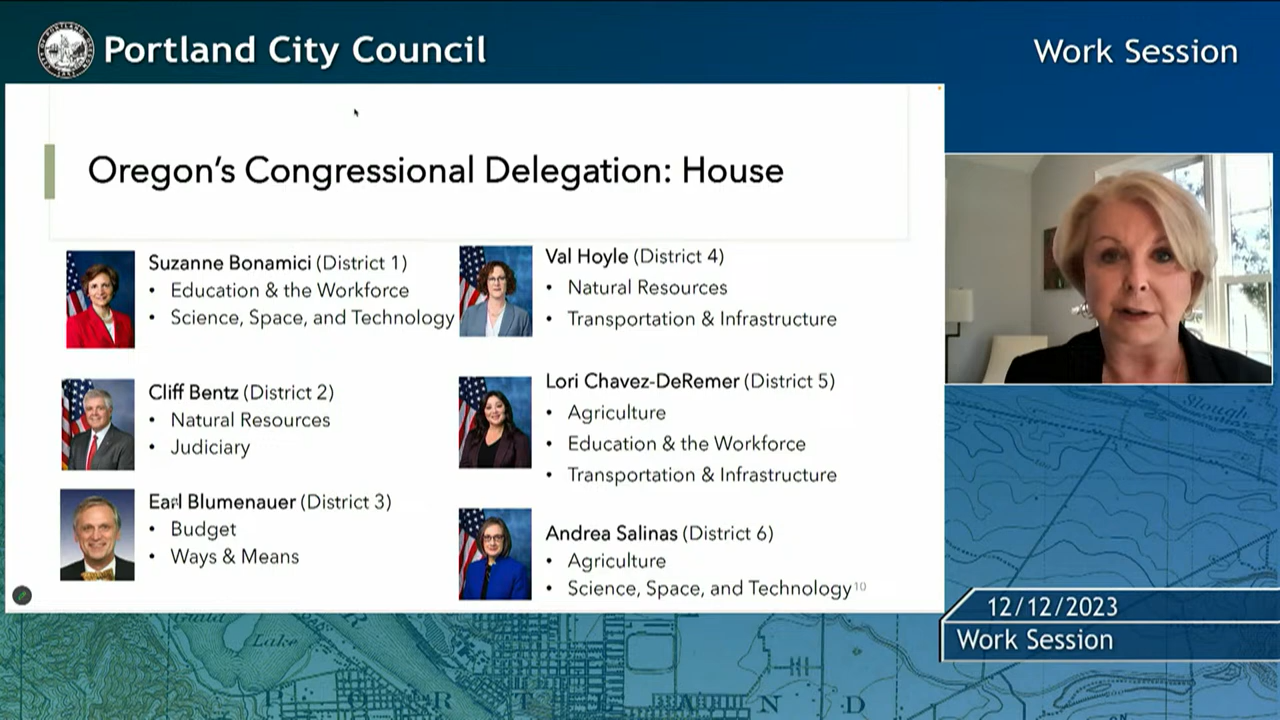 Portland City Council
Work Session
Oregon's Congressional Delegation: House
Suzanne Bonamici (District 1)
• Education & the Workforce
• Science, Space, and Technology
Cliff Bentz (District 2)
• Natural Resources
• Judiciary
Earl Blumenauer (District 3)
• Budget
• Ways & Means
Val Hoyle (District 4)
• Natural Resources
• Transportation & Infrastructure
Lori Chavez-DeRemer (District 5)
• Agriculture
• Education & the Workforce
• Transportation & Infrastructure
Andrea Salinas (District 6)
• Agriculture
• Science, Space, and Technology
10
12/12/2023
Work Session
Slough
Guild
Lake
R T L A N D